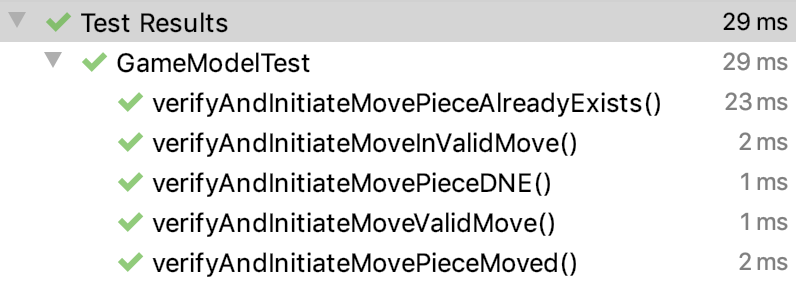 Test Results 29 ms
GameModelTest 29 ms
verifyAndInitiateMovePieceAlreadyExists() 23 ms
verifyAndInitiateMoveInValidMove() 2 ms
verifyAndInitiateMovePieceDNE() 1 ms
verifyAndInitiateMoveValidMove() 1 ms
verifyAndInitiateMovePieceMoved() 2 ms